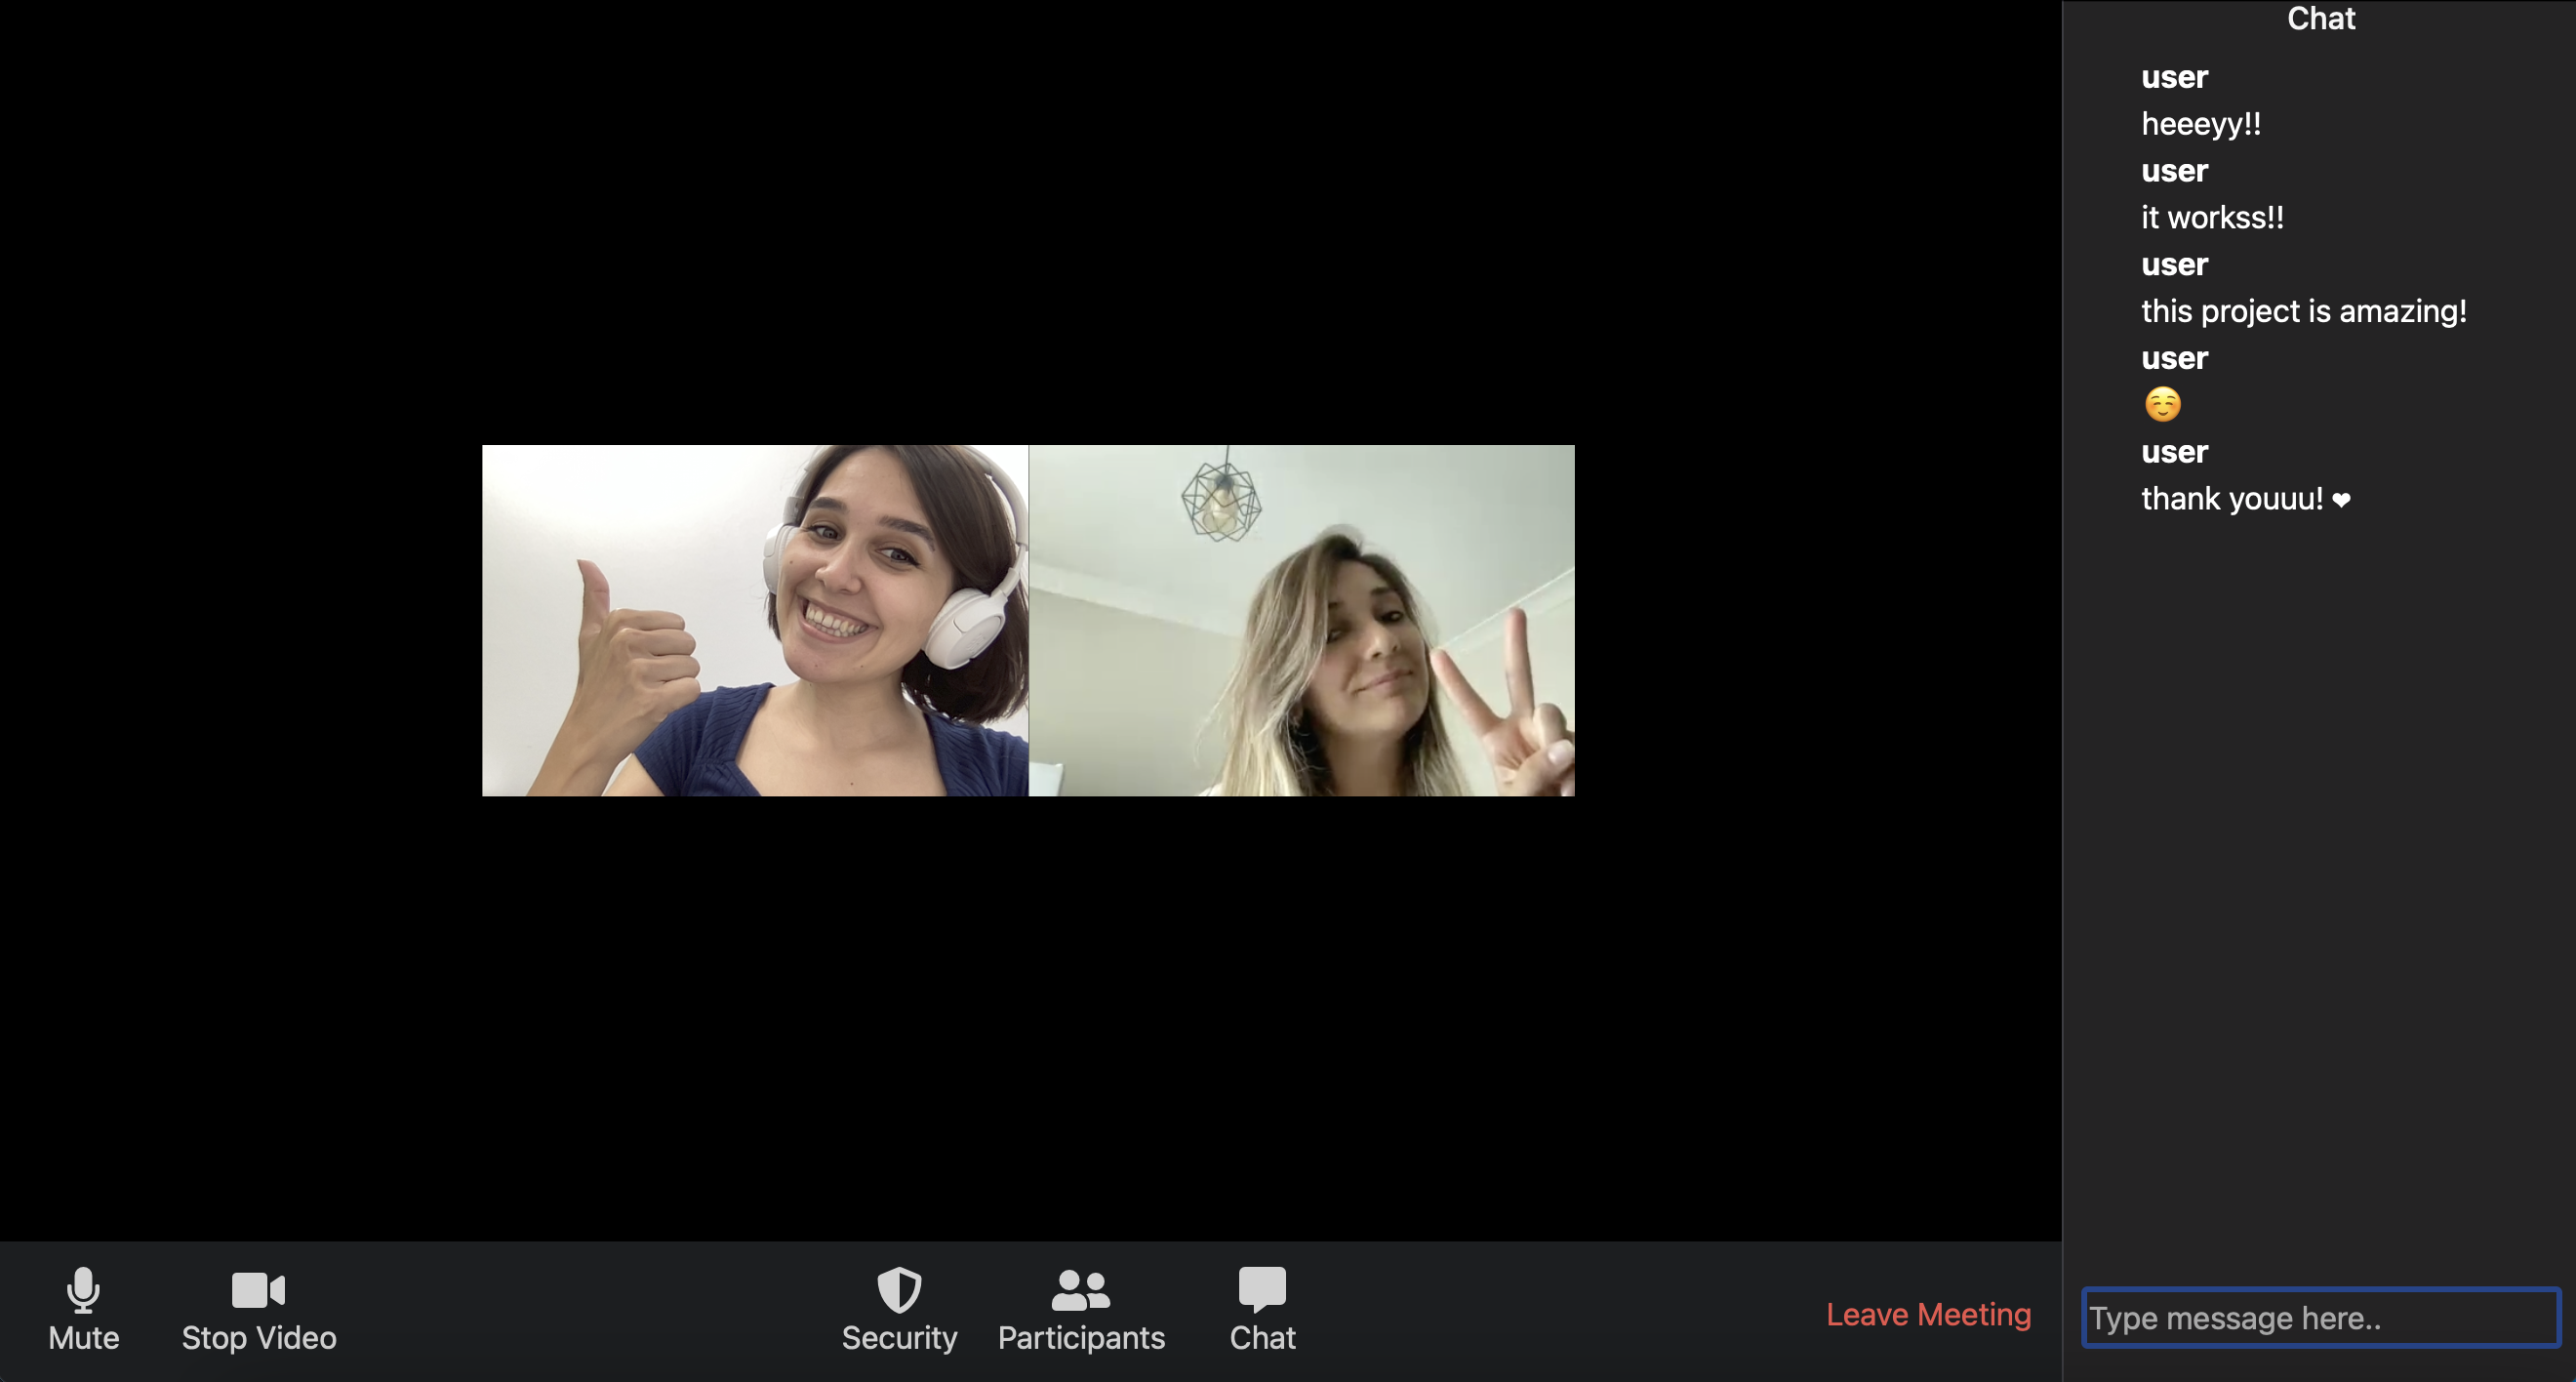 Chat
user
heeeyy!!
user
it workss!!
user
this project is amazing!
user
☺️
user
thank youuu! ❤
Mute
Stop Video
Security
Participants
Chat
Leave Meeting
Type message here..